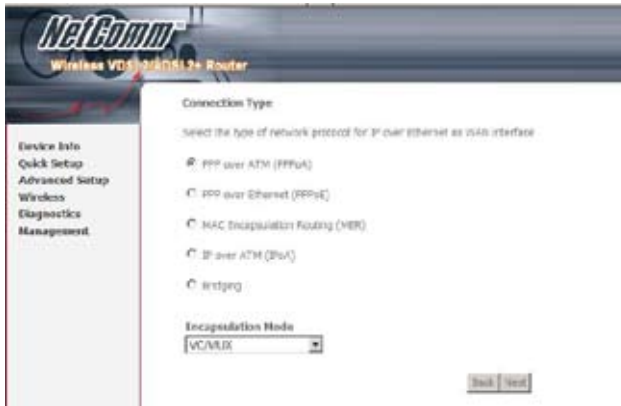 NetComm™
Wireless VDSL2/ADSL2+ Router
Device Info
Quick Setup
Advanced Setup
Wireless
Diagnostics
Management
Connection Type
Select the type of network protocol for IP over Ethernet as WAN interface
PPP over ATM (PPPoA)
PPP over Ethernet (PPPoE)
MAC Encapsulation Routing (MER)
IP over ATM (IPoA)
Bridging
Encapsulation Mode
VC/MUX
Back Next